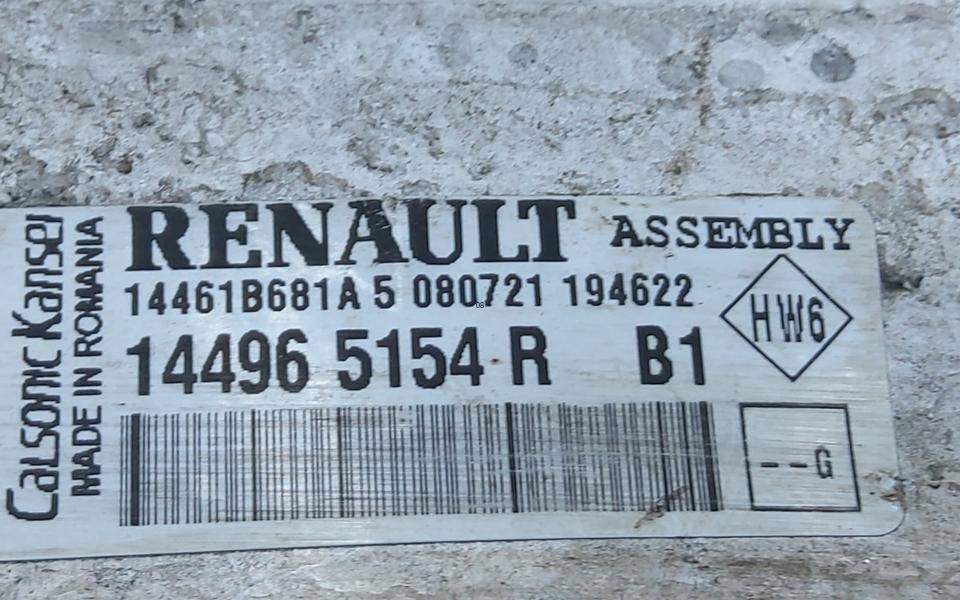 Calsonic Kansei
MADE IN ROMANIA
RENAULT ASSEMBLY
14461B681A 5 080721 194622
14496 5154 R B1
HW6
--G